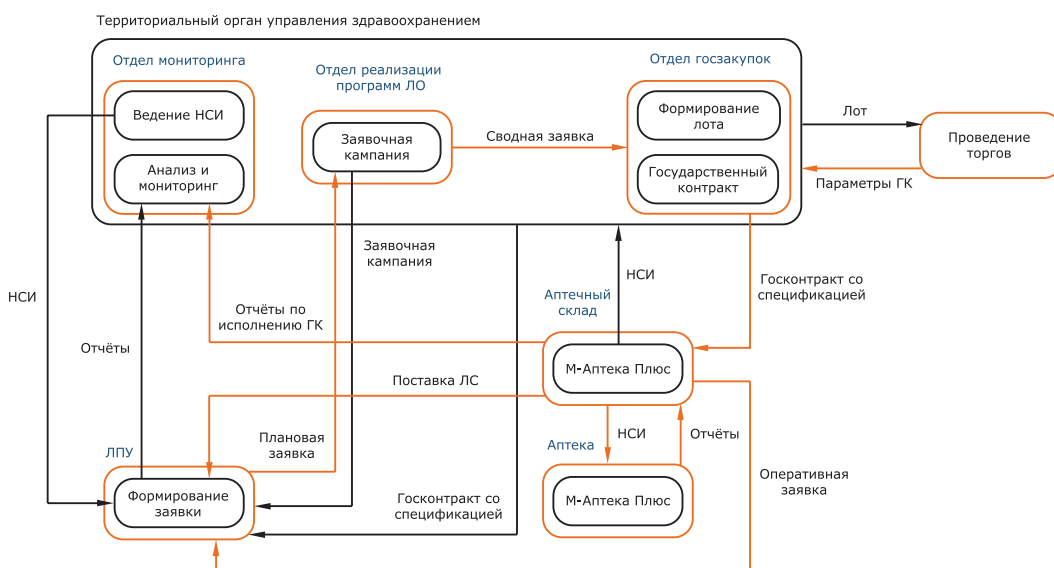 Территориальный орган управления здравоохранением
Отдел мониторинга
Ведение НСИ
Анализ и
мониторинг
Отдел реализации
программ ЛО
Заявочная
кампания
Сводная заявка
Отдел госзакупок
Формирование
лота
Государственный
контракт
Лот
Проведение
торгов
Параметры ГК
НСИ
Отчёты
Заявочная
кампания
Отчёты по
исполнению ГК
НСИ
Госконтракт со
спецификацией
Аптечный
склад
М-Аптека Плюс
Поставка ЛС
Плановая
заявка
ЛПУ
Формирование
заявки
Госконтракт со
спецификацией
Аптека
НСИ
Отчёты
М-Аптека Плюс
Оперативная
заявка